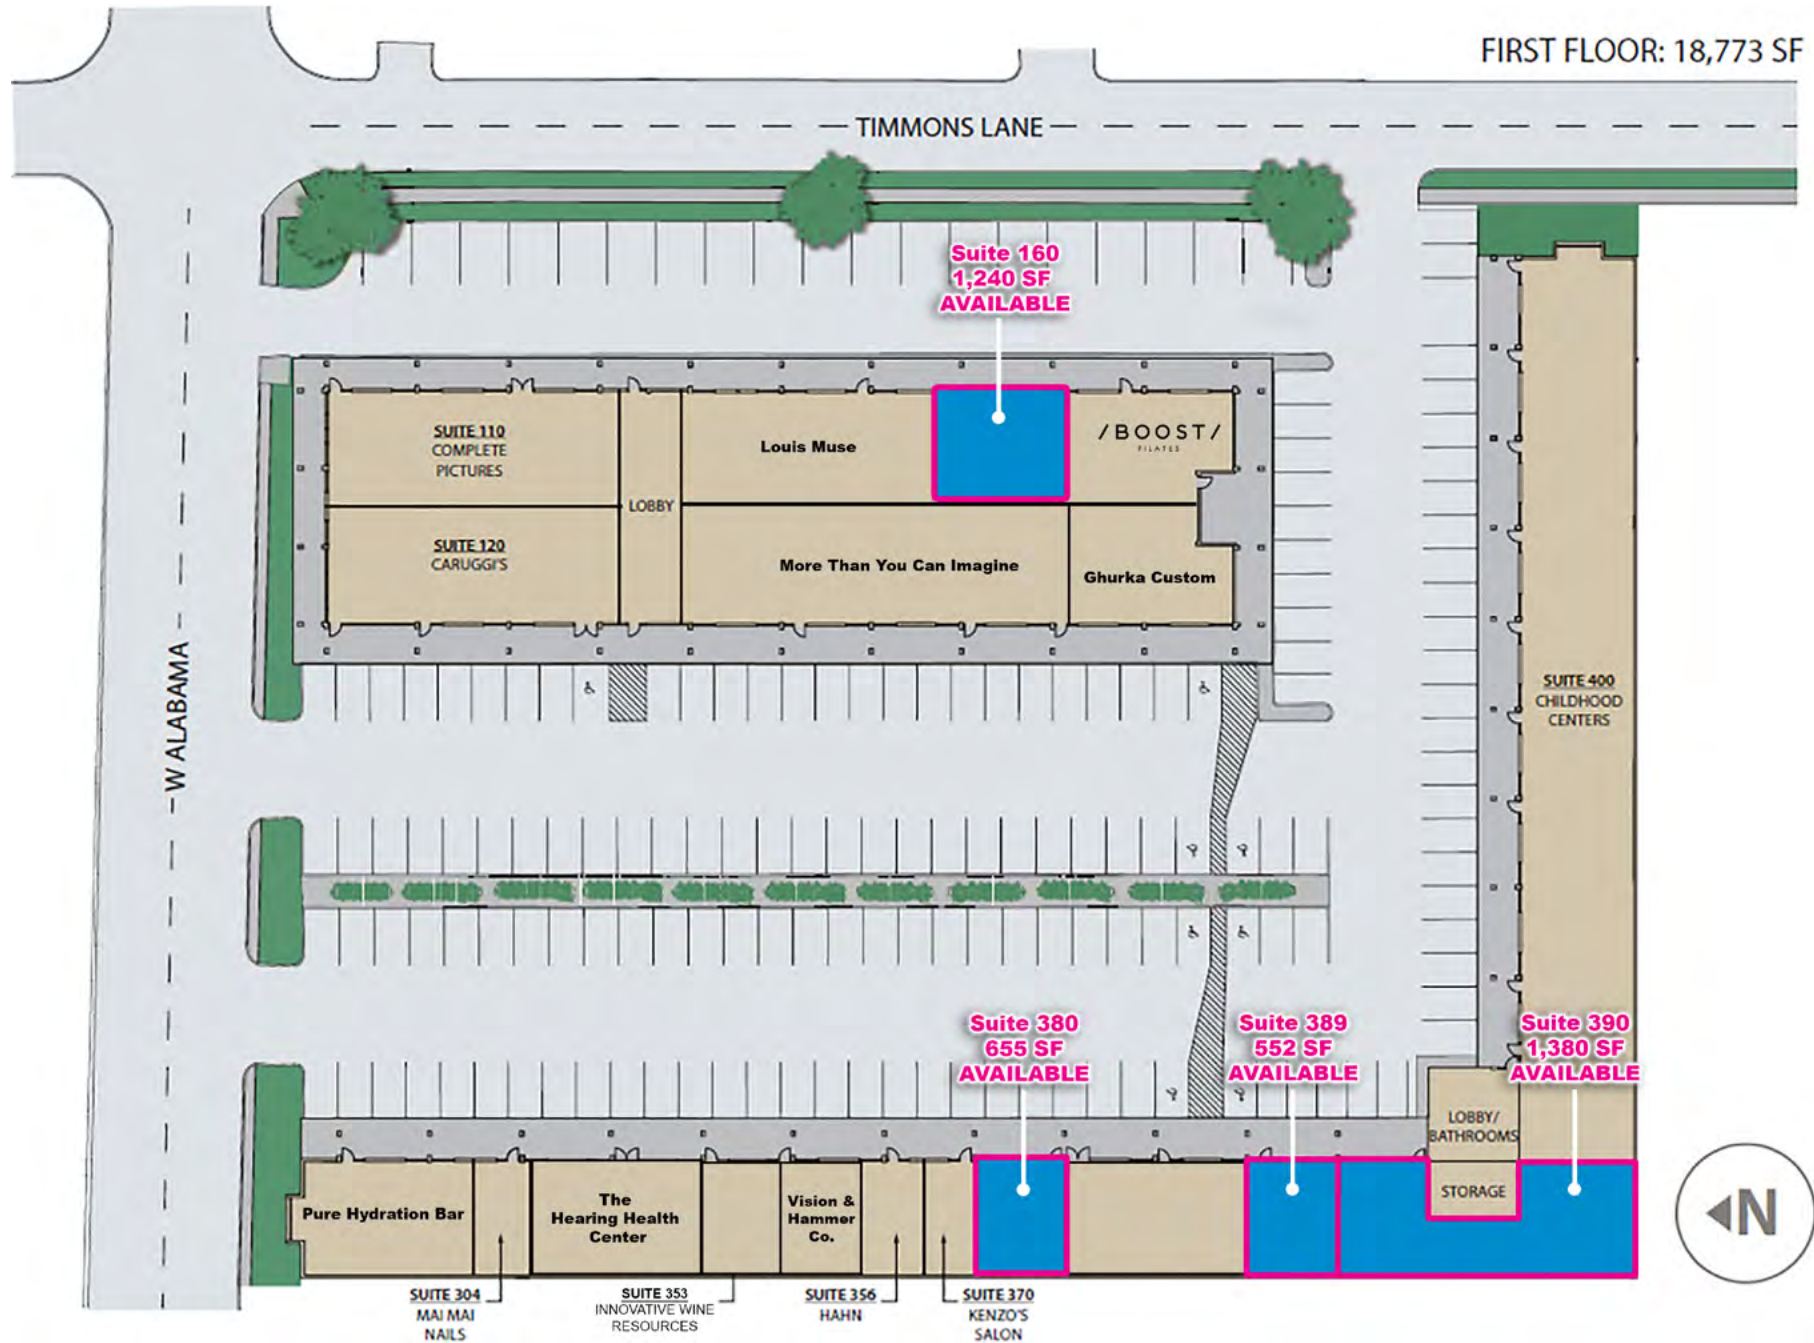 FIRST FLOOR: 18,773 SF
TIMMONS LANE
Suite 160
1,240 SF
AVAILABLE
SUITE 110
COMPLETE
PICTURES
Louis Muse
/BOOST/
PILATES
LOBBY
SUITE 120
CARUGGI'S
More Than You Can Imagine
Ghurka Custom
W ALABAMA
SUITE 400
CHILDHOOD
CENTERS
Suite 380
655 SF
AVAILABLE
Suite 389
552 SF
AVAILABLE
Suite 390
1,380 SF
AVAILABLE
LOBBY/
BATHROOMS
STORAGE
Pure Hydration Bar
The
Hearing Health
Center
Vision &
Hammer
Co.
N
SUITE 304
MAI MAI
NAILS
SUITE 353
INNOVATIVE WINE
RESOURCES
SUITE 356
HAHN
SUITE 370
KENZO'S
SALON